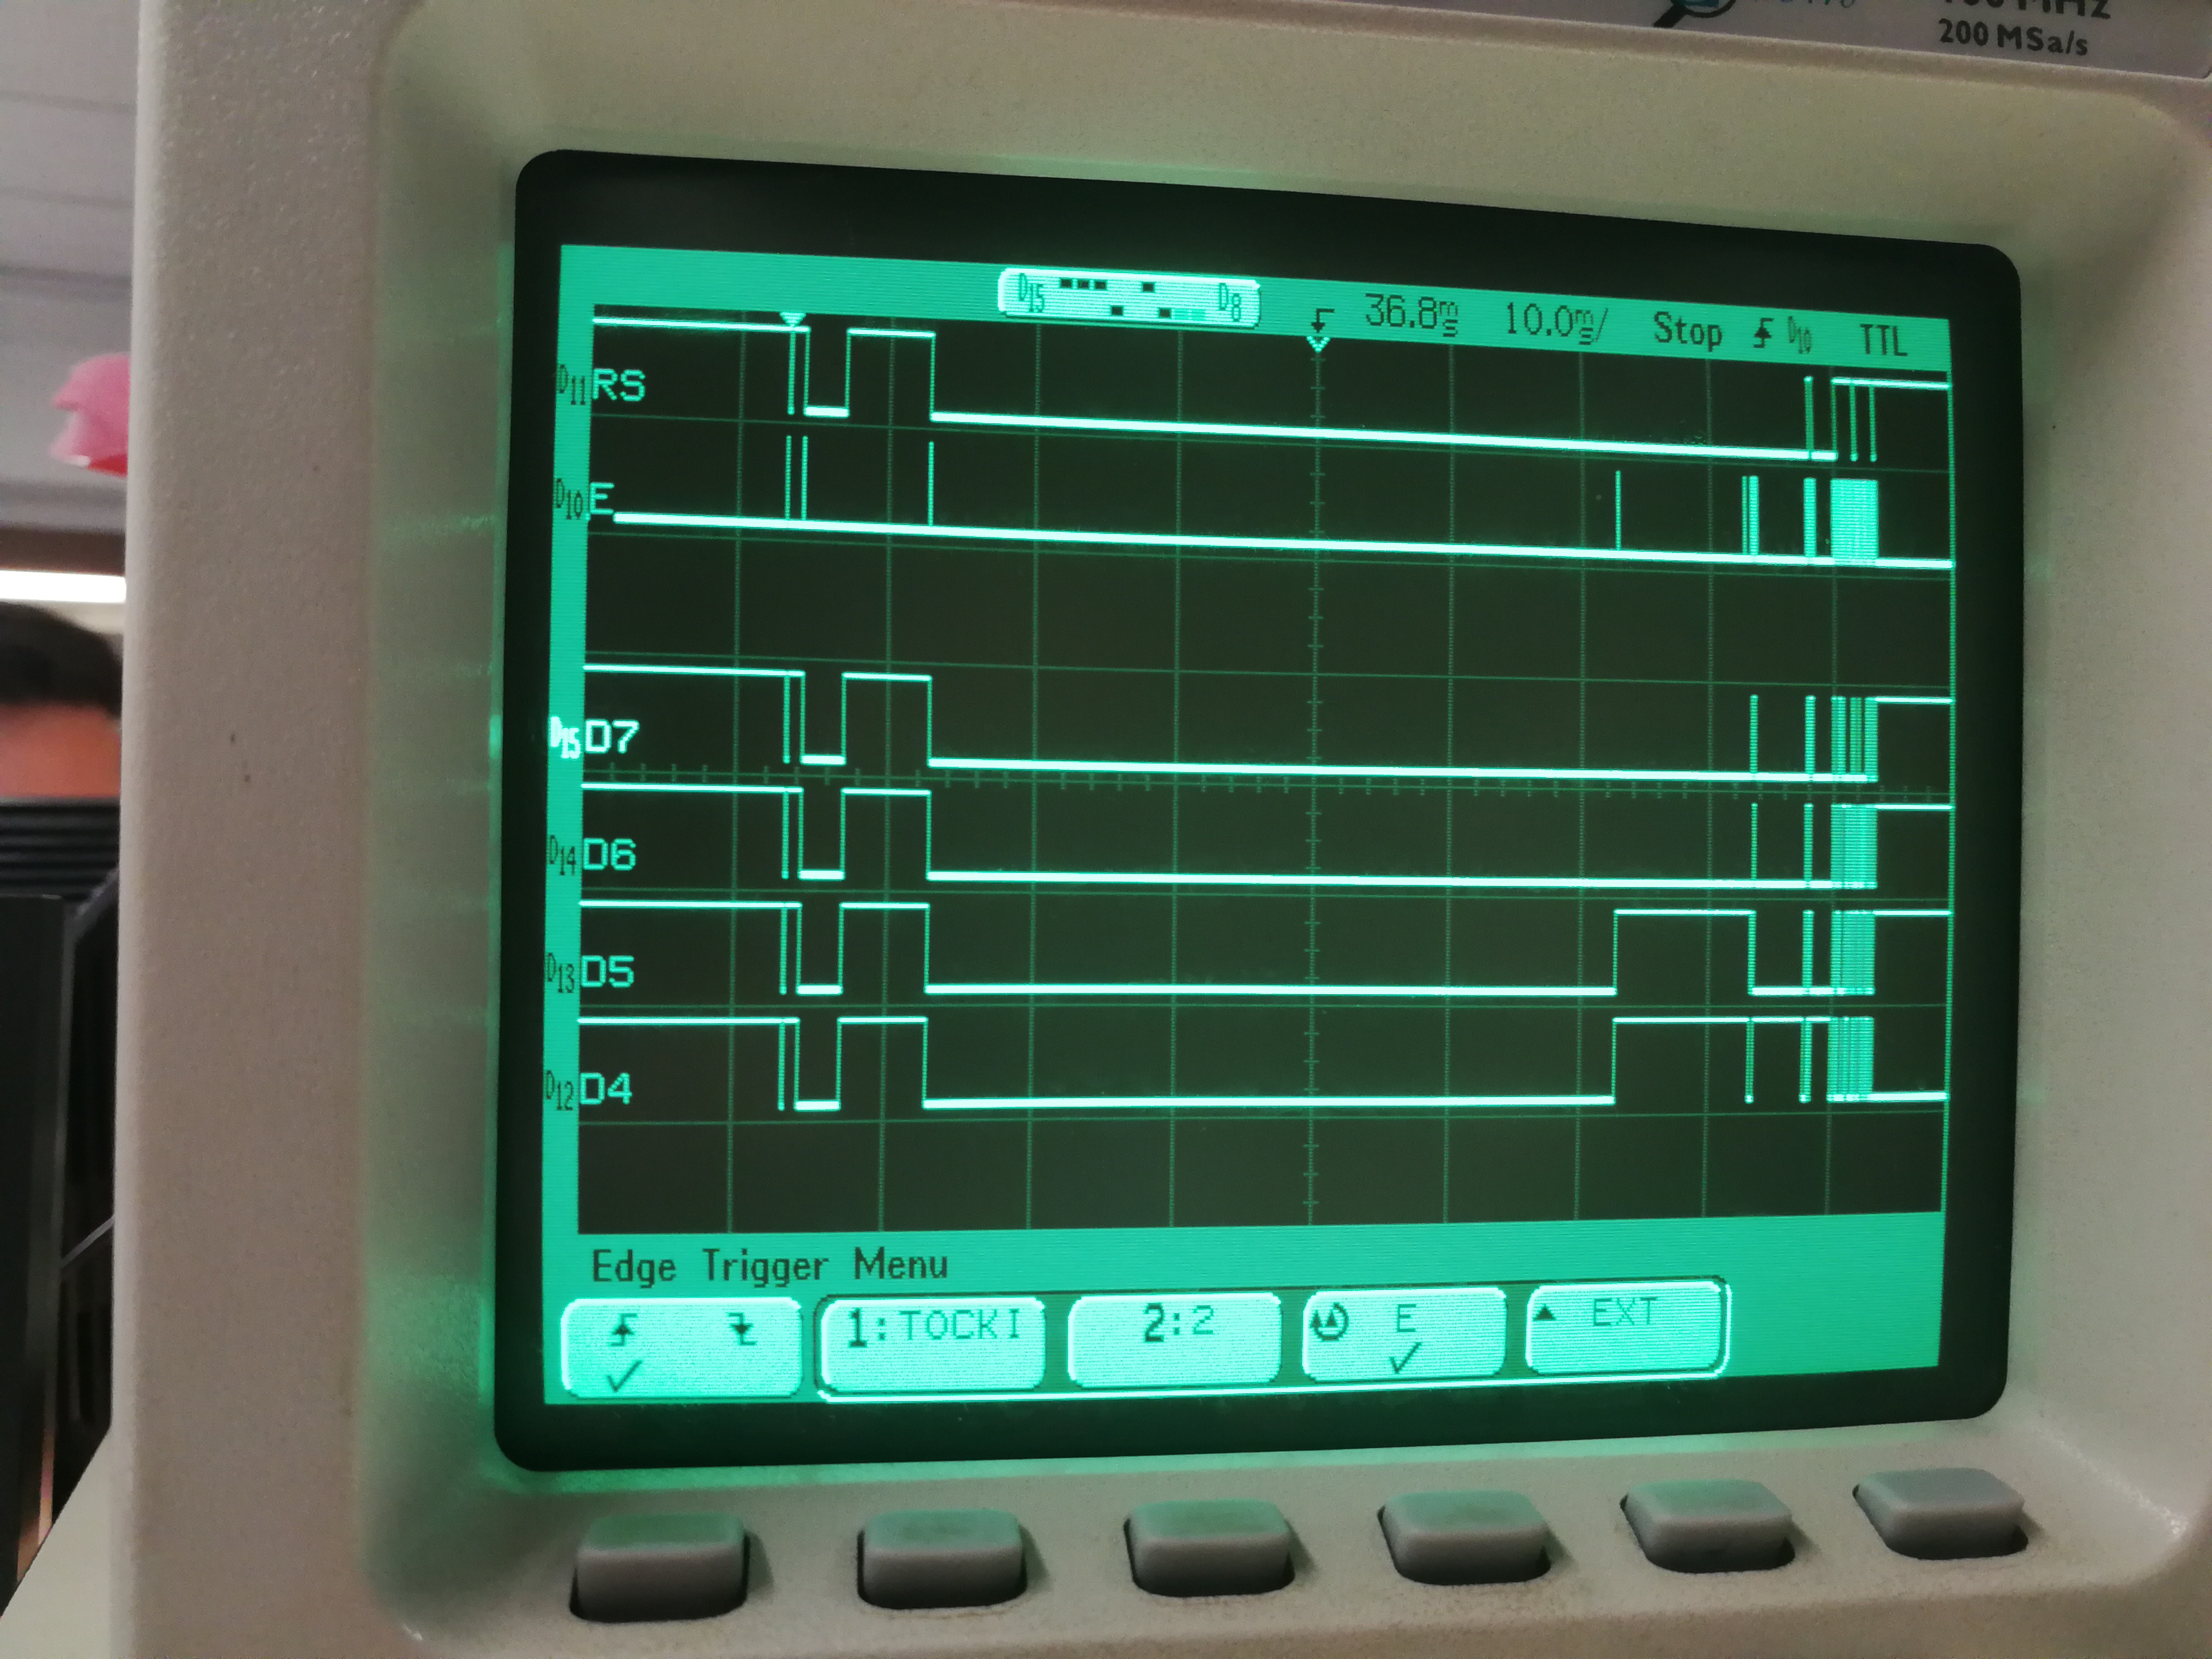 200 MSa/s
D15 D8 36.8ms 10.0ms/ Stop D10 TTL
D11 RS
D10 E
D15 D7
D14 D6
D13 D5
D12 D4
Edge Trigger Menu
1:TOCKI 2:2 E EXT